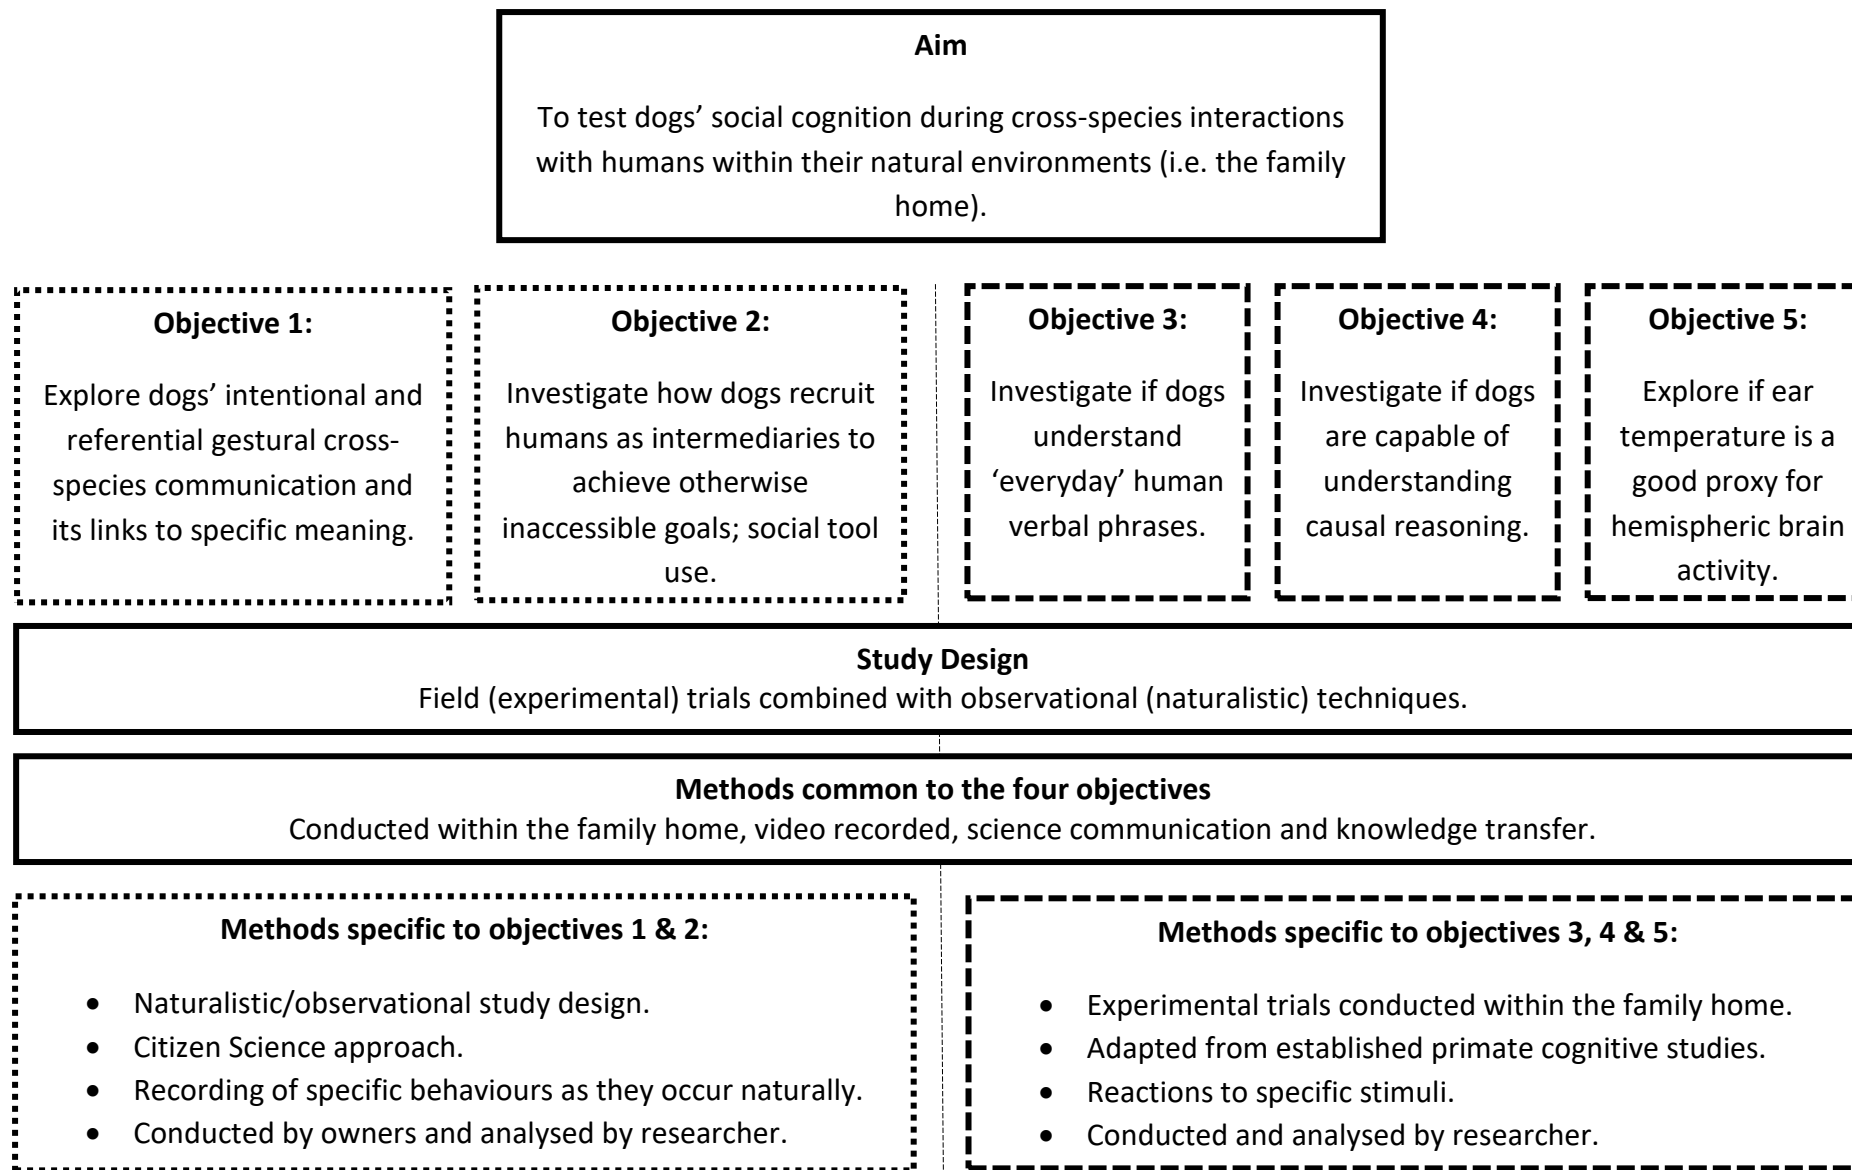 Aim
To test dogs’ social cognition during cross-species interactions
with humans within their natural environments (i.e. the family
home).
Objective 1:
Explore dogs’ intentional and
referential gestural cross-
species communication and
its links to specific meaning.
Objective 2:
Investigate how dogs recruit
humans as intermediaries to
achieve otherwise
inaccessible goals; social tool
use.
Objective 3:
Investigate if dogs
understand
‘everyday’ human
verbal phrases.
Objective 4:
Investigate if dogs
are capable of
understanding
causal reasoning.
Objective 5:
Explore if ear
temperature is a
good proxy for
hemispheric brain
activity.
Study Design
Field (experimental) trials combined with observational (naturalistic) techniques.
Methods common to the four objectives
Conducted within the family home, video recorded, science communication and knowledge transfer.
Methods specific to objectives 1 & 2:
• Naturalistic/observational study design.
• Citizen Science approach.
• Recording of specific behaviours as they occur naturally.
• Conducted by owners and analysed by researcher.
Methods specific to objectives 3, 4 & 5:
• Experimental trials conducted within the family home.
• Adapted from established primate cognitive studies.
• Reactions to specific stimuli.
• Conducted and analysed by researcher.